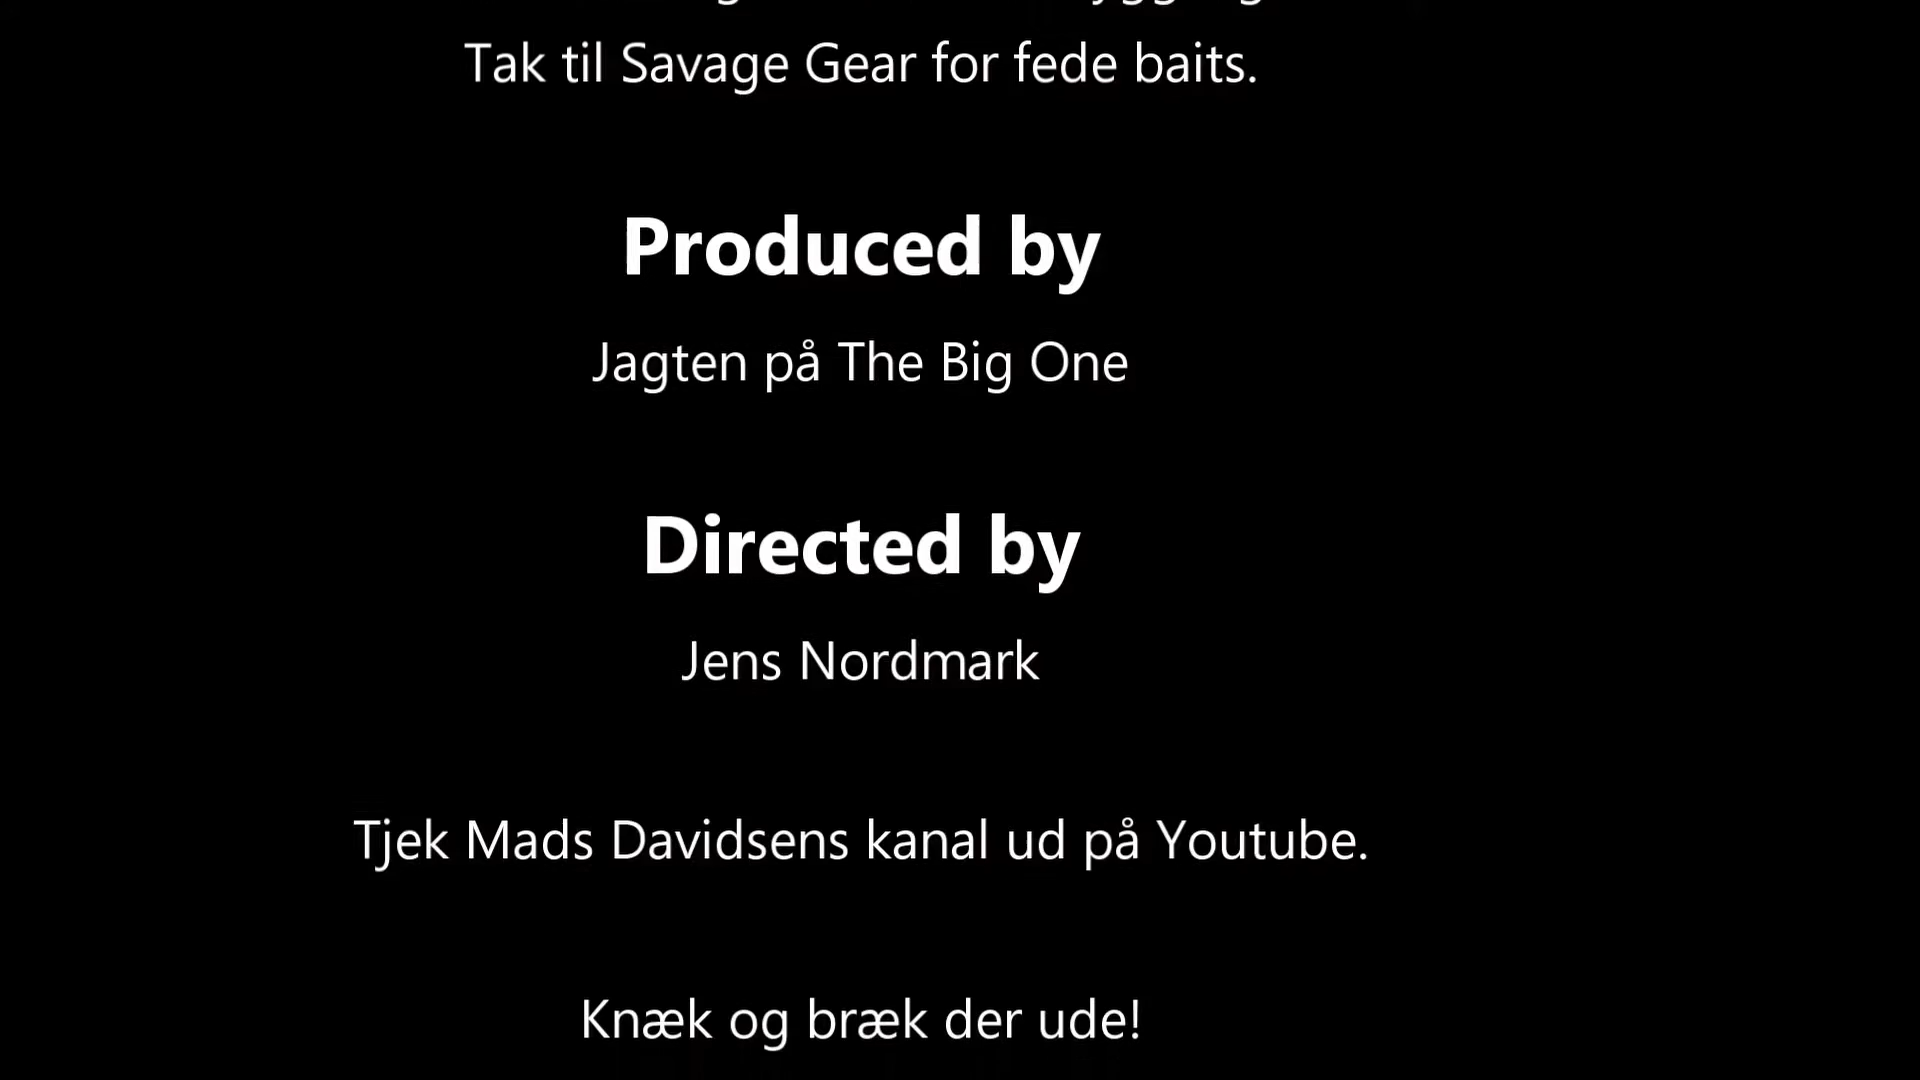 Tak til Savage Gear for fede baits.
Produced by
Jagten på The Big One
Directed by
Jens Nordmark
Tjek Mads Davidsens kanal ud på Youtube.
Knæk og bræk der ude!